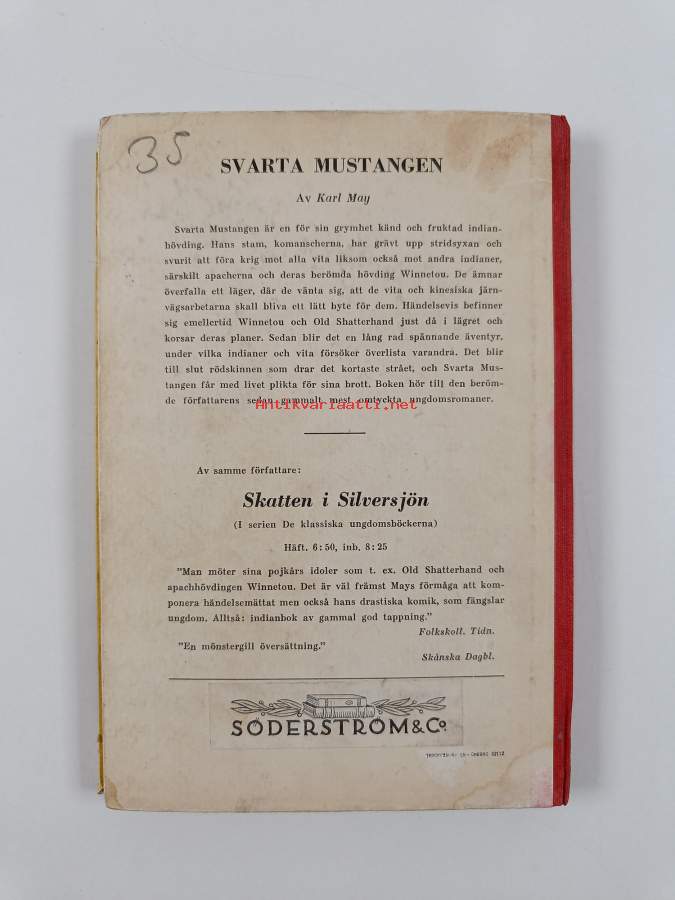 35
SVARTA MUSTANGEN
Av Karl May
Svarta Mustangen är en för sin grymhet känd och fruktad indian-
hövding. Hans stam, komanscherna, har grävt upp stridsyxan och
svurit att föra krig mot alla vita liksom också mot andra indianer,
särskilt apacherna och deras berömda hövding Winnetou. De ämnar
överfalla ett läger, där de vänta sig, att de vita och kinesiska järn-
vägsarbetarna skall bliva ett lätt byte för dem. Händelsevis befinner
sig emellertid Winnetou och Old Shatterhand just då i lägret och
korsar deras planer. Sedan blir det en lång rad spännande äventyr,
under vilka indianer och vita försöker överlista varandra. Det blir
till slut rödskinnen som drar det kortaste strået, och Svarta Mus-
tangen får med livet plikta för sina brott. Boken hör till den beröm-
de författarens sedan gammalt mest omtyckta ungdomsromaner.
Antikvariaatti.net
Av samme författare:
Skatten i Silversjön
(I serien De klassiska ungdomsböckerna)
Häft. 6:50, inb. 8:25
"Man möter sina pojkårs idoler som t. ex. Old Shatterhand och
apachhövdingen Winnetou. Det är väl främst Mays förmåga att kom-
ponera händelsemättat men också hans drastiska komik, som fängslar
ungdom. Alltså: indianbok av gammal god tappning."
Folkskoll. Tidn.
"En mönstergill översättning."
Skånska Dagbl.
SÖDERSTRÖM & Co.